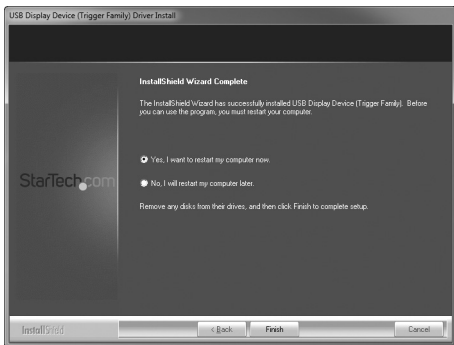 USB Display Device (Trigger Family) Driver Install
InstallShield Wizard Complete
The InstallShield Wizard has successfully installed USB Display Device (Trigger Family). Before
you can use the program, you must restart your computer.
Yes, I want to restart my computer now.
No, I will restart my computer later.
Remove any disks from their drives, and then click Finish to complete setup.
StarTech.com
InstallShield
< Back Finish Cancel